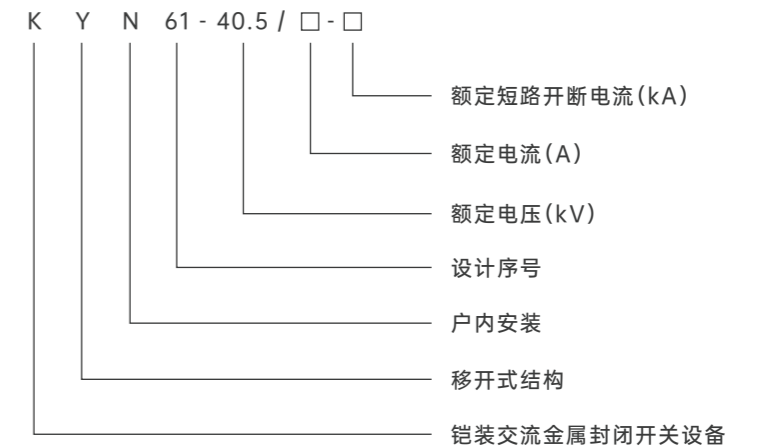 K Y N 61 - 40.5 / □ - □
额定短路开断电流(kA)
额定电流(A)
额定电压(kV)
设计序号
户内安装
移开式结构
铠装交流金属封闭开关设备